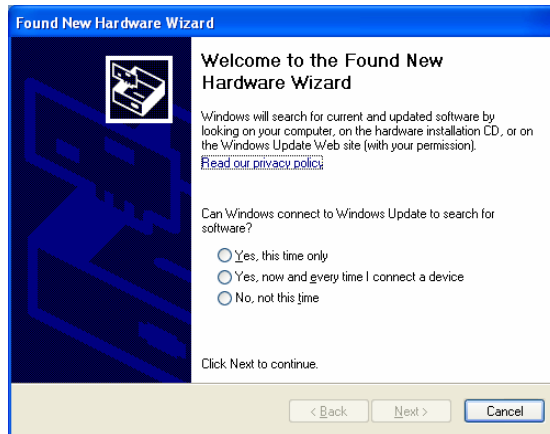 Found New Hardware Wizard
Welcome to the Found New
Hardware Wizard
Windows will search for current and updated software by
looking on your computer, on the hardware installation CD, or on
the Windows Update Web site (with your permission).
Read our privacy policy
Can Windows connect to Windows Update to search for
software?
Yes, this time only
Yes, now and every time I connect a device
No, not this time
Click Next to continue.
< Back Next > Cancel